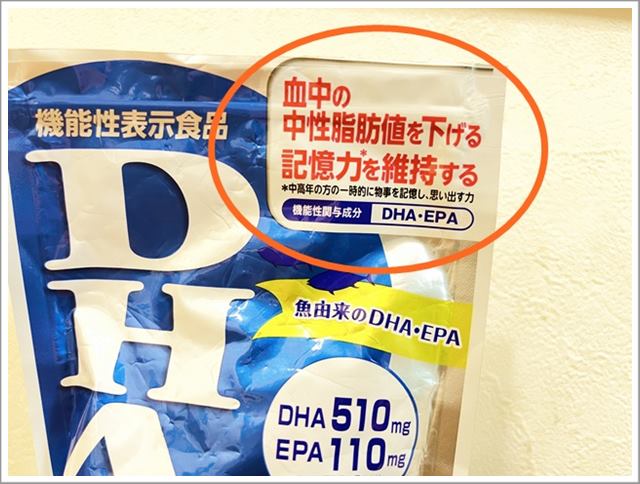 血中の
中性脂肪値を下げる
記憶力*を維持する
*中高年の方の一時的に物事を記憶し、思い出す力
機能性関与成分 DHA・EPA
機能性表示食品
DHA
魚由来のDHA・EPA
DHA 510mg
EPA 110mg